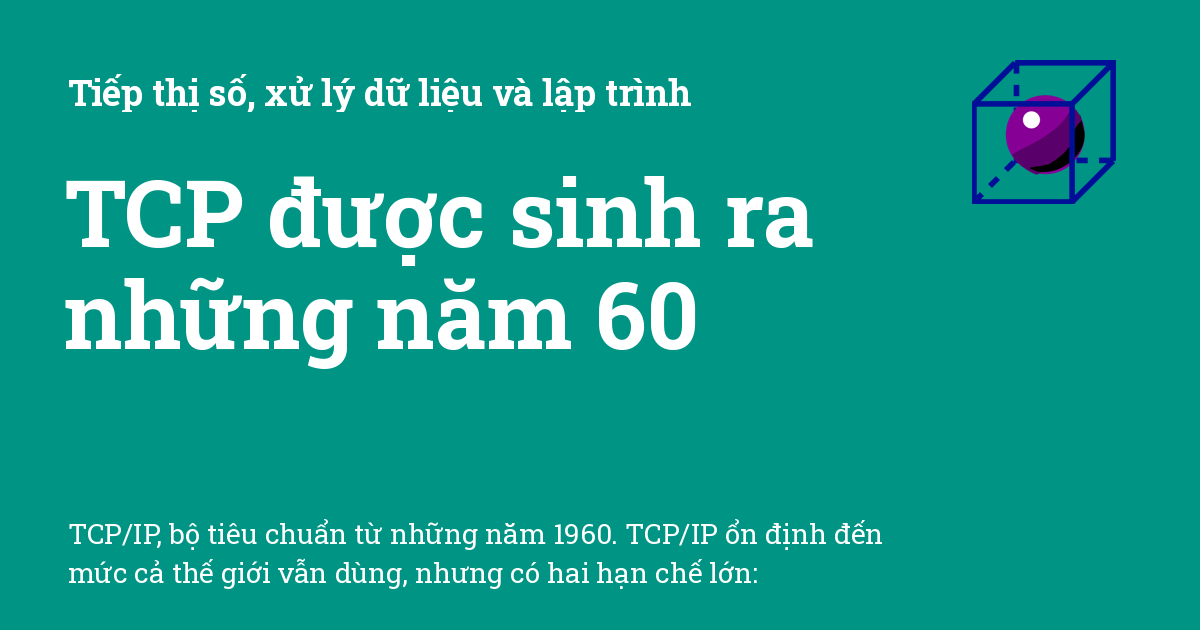 Tiếp thị số, xử lý dữ liệu và lập trình
TCP được sinh ra
những năm 60
TCP/IP, bộ tiêu chuẩn từ những năm 1960. TCP/IP ổn định đến
mức cả thế giới vẫn dùng, nhưng có hai hạn chế lớn: